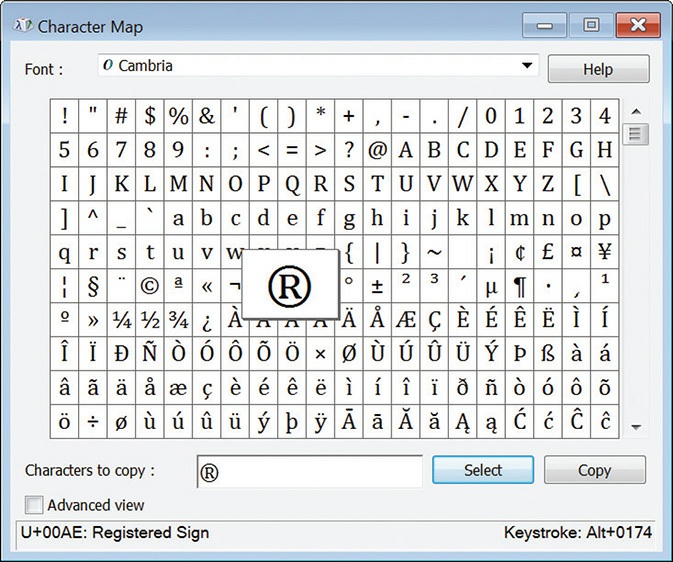 Character Map
Font : Cambria Help
! " # $ % & ' ( ) * + , - . / 0 1 2 3 4
5 6 7 8 9 : ; < = > ? @ A B C D E F G H
I J K L M N O P Q R S T U V W X Y Z [ \
] ^ _ ` a b c d e f g h i j k l m n o p
q r s t u v w { | } ~ ¡ ¢ £ ¤ ¥
¦ § ¨ © ª « ¬ ® ° ± ² ³ ´ µ ¶ · ¸ ¹
º » ¼ ½ ¾ ¿ À Ä Å Æ Ç È É Ê Ë Ì Í
Î Ï Ð Ñ Ò Ó Ô Õ Ö × Ø Ù Ú Û Ü Ý Þ ß à á
â ã ä å æ ç è é ê ë ì í î ï ð ñ ò ó ô õ
ö ÷ ø ù ú û ü ý þ ÿ Ā ā Ă ă Ą ą Ć ć Ĉ ĉ
Characters to copy : ® Select Copy
Advanced view
U+00AE: Registered Sign Keystroke: Alt+0174